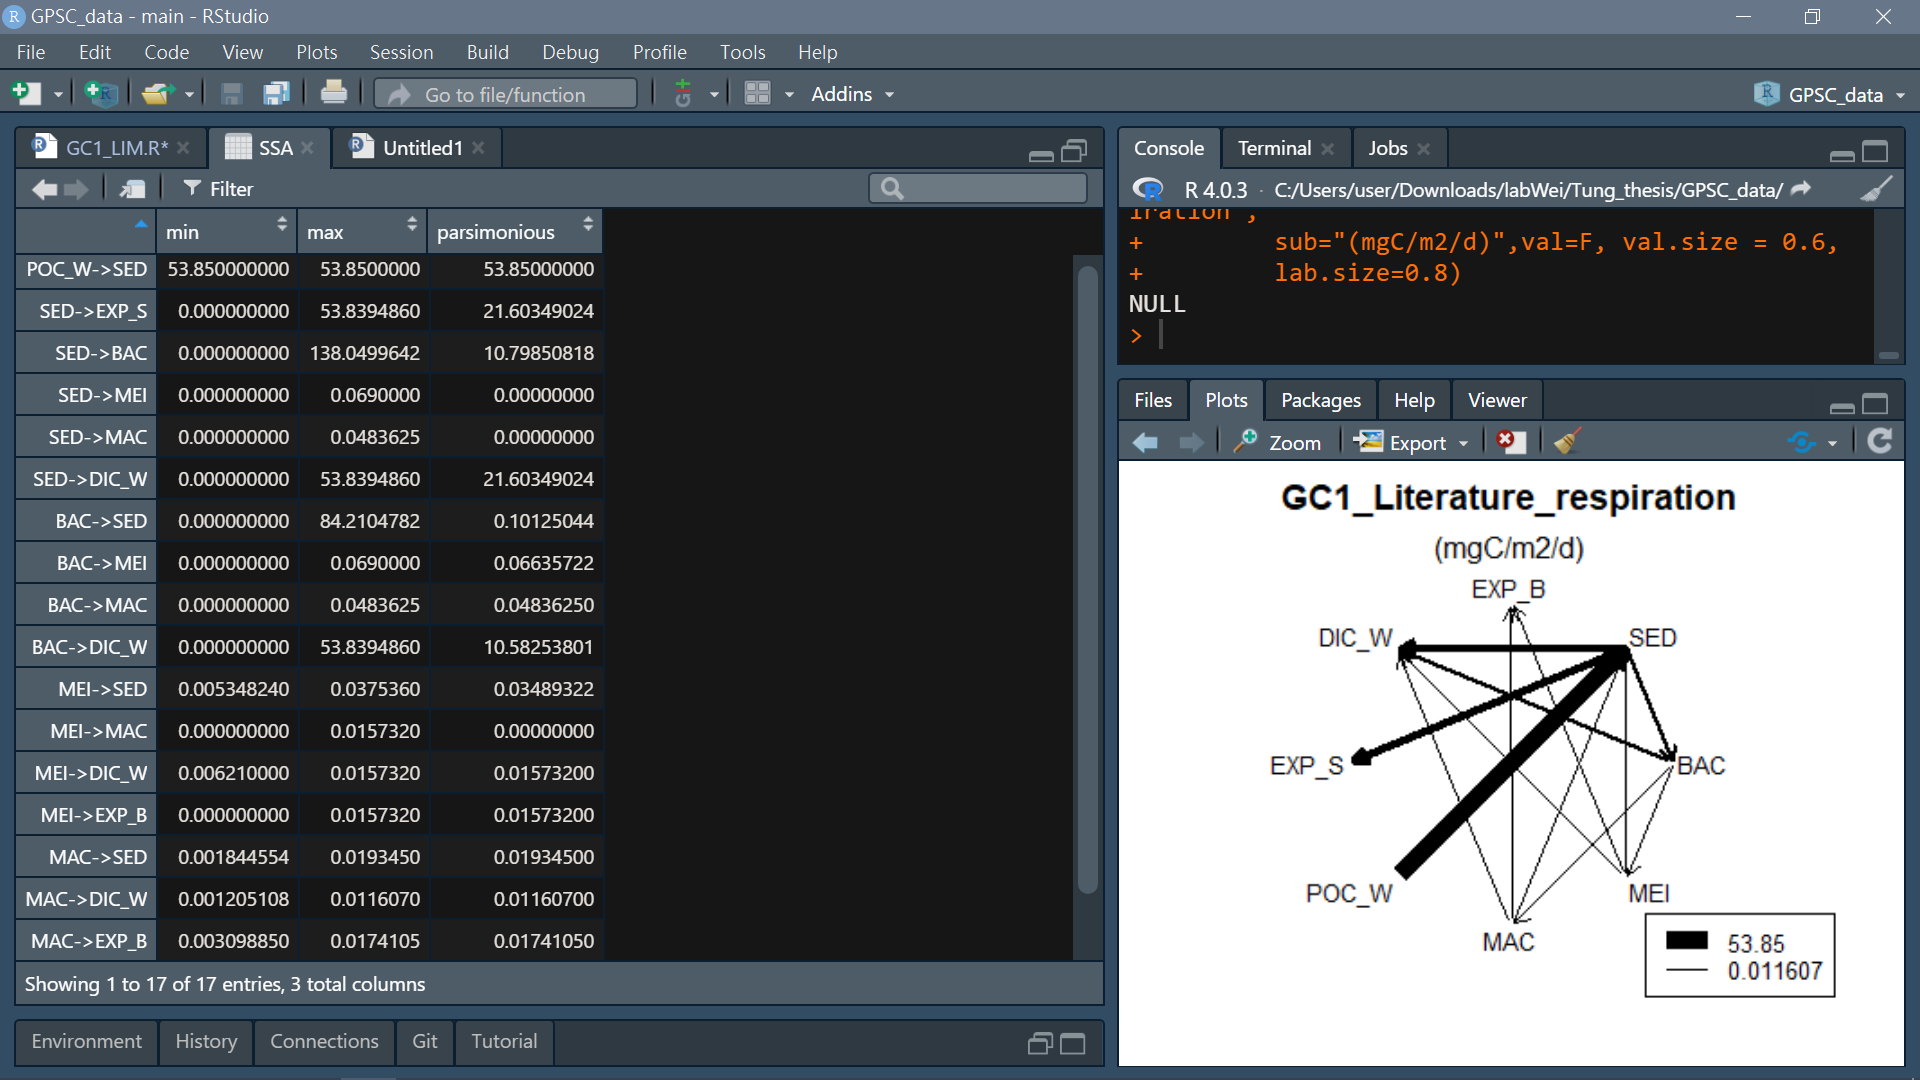 GPSC_data - main - RStudio
File Edit Code View Plots Session Build Debug Profile Tools Help
Go to file/function Addins GPSC_data
GC1_LIM.R* SSA Untitled1
Filter
min max parsimonious
POC_W->SED 53.850000000 53.8500000 53.85000000
SED->EXP_S 0.000000000 53.8394860 21.60349024
SED->BAC 0.000000000 138.0499642 10.79850818
SED->MEI 0.000000000 0.0690000 0.00000000
SED->MAC 0.000000000 0.0483625 0.00000000
SED->DIC_W 0.000000000 53.8394860 21.60349024
BAC->SED 0.000000000 84.2104782 0.10125044
BAC->MEI 0.000000000 0.0690000 0.06635722
BAC->MAC 0.000000000 0.0483625 0.04836250
BAC->DIC_W 0.000000000 53.8394860 10.58253801
MEI->SED 0.005348240 0.0375360 0.03489322
MEI->MAC 0.000000000 0.0157320 0.00000000
MEI->DIC_W 0.006210000 0.0157320 0.01573200
MEI->EXP_B 0.000000000 0.0157320 0.01573200
MAC->SED 0.001844554 0.0193450 0.01934500
MAC->DIC_W 0.001205108 0.0116070 0.01160700
MAC->EXP_B 0.003098850 0.0174105 0.01741050
Showing 1 to 17 of 17 entries, 3 total columns
Environment History Connections Git Tutorial
Console Terminal Jobs
R 4.0.3 · C:/Users/user/Downloads/labWei/Tung_thesis/GPSC_data/
iration",
+ sub="(mgC/m2/d)",val=F, val.size = 0.6,
+ lab.size=0.8)
NULL
>
Files Plots Packages Help Viewer
Zoom Export
GC1_Literature_respiration
(mgC/m2/d)
EXP_B
DIC_W SED
EXP_S BAC
POC_W MEI
MAC
53.85
0.011607